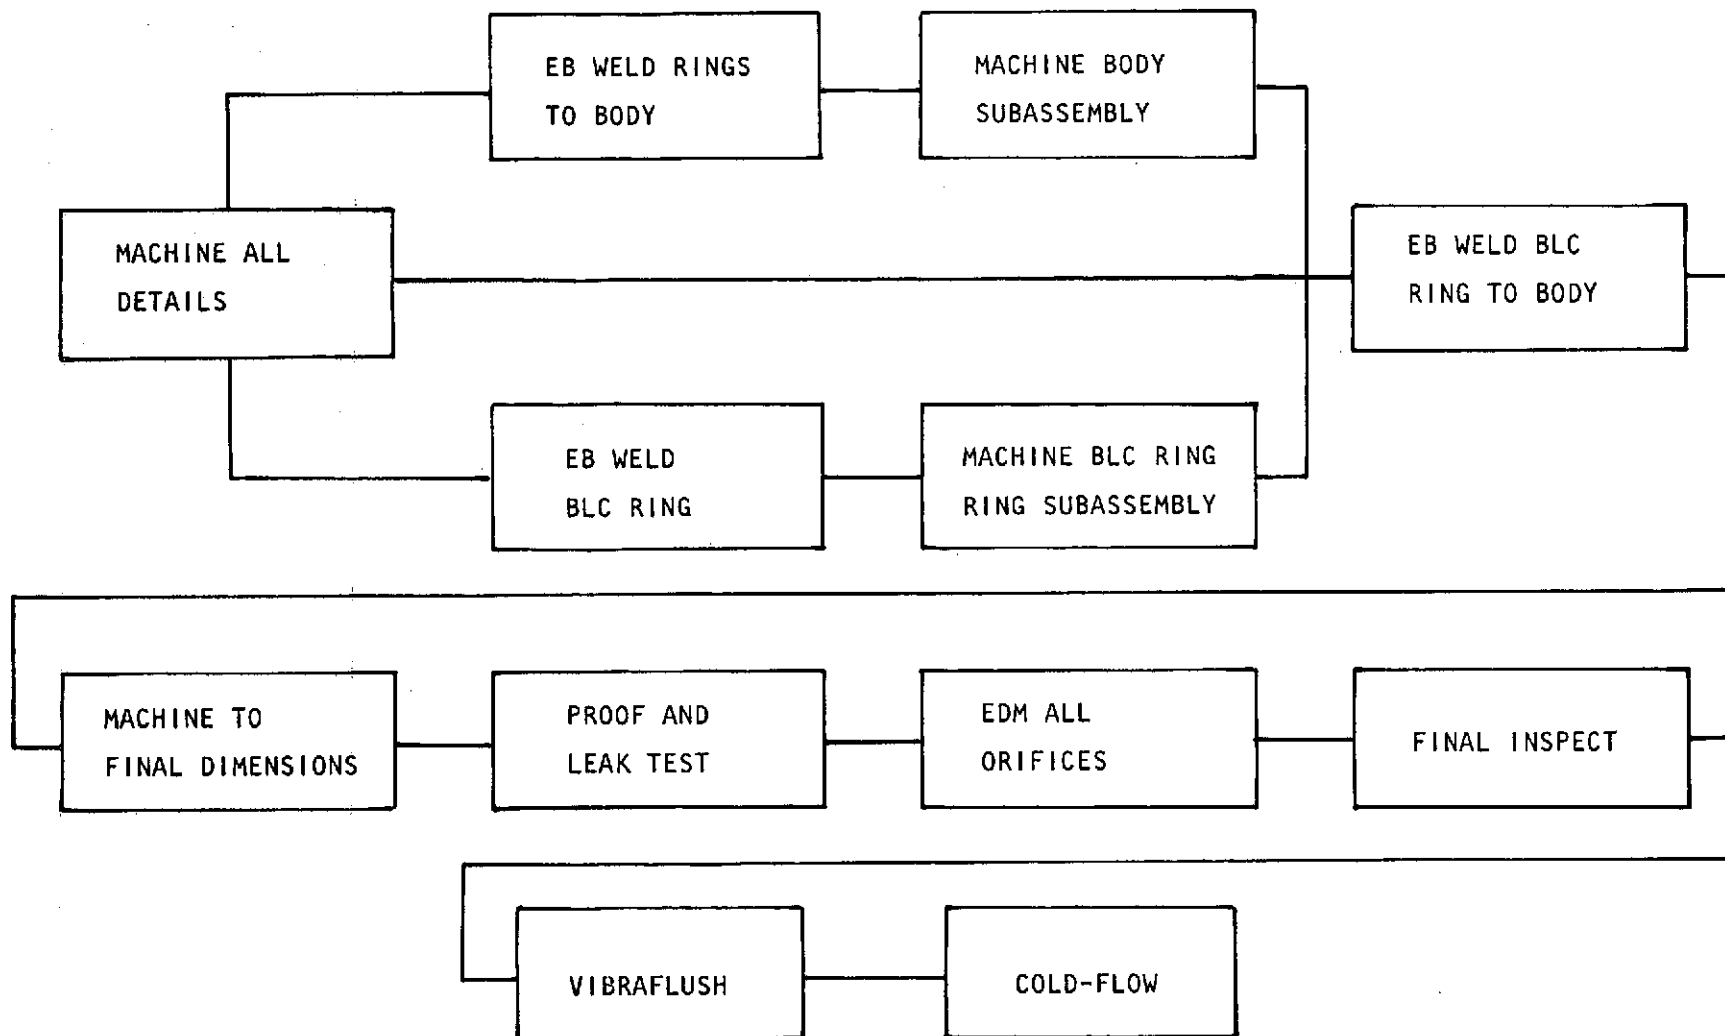 EB WELD RINGS
TO BODY
MACHINE BODY
SUBASSEMBLY
MACHINE ALL
DETAILS
EB WELD BLC
RING TO BODY
EB WELD
BLC RING
MACHINE BLC RING
RING SUBASSEMBLY
MACHINE TO
FINAL DIMENSIONS
PROOF AND
LEAK TEST
EDM ALL
ORIFICES
FINAL INSPECT
VIBRAFLUSH
COLD-FLOW